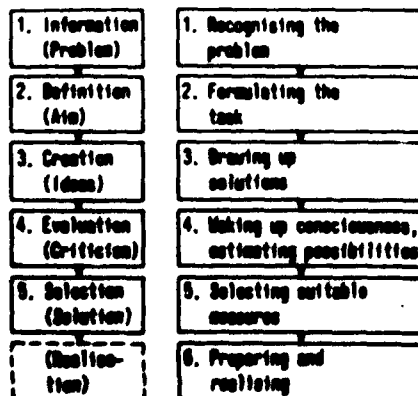 1. Information
(Problem)
2. Definition
(Aim)
3. Creation
(Ideas)
4. Evaluation
(Criticism)
5. Selection
(Solution)
(Realisa-
tion)
1. Recognising the
problem
2. Formulating the
task
3. Drawing up
solutions
4. Making up consciousness,
estimating possibilities
5. Selecting suitable
measures
6. Preparing and
realising